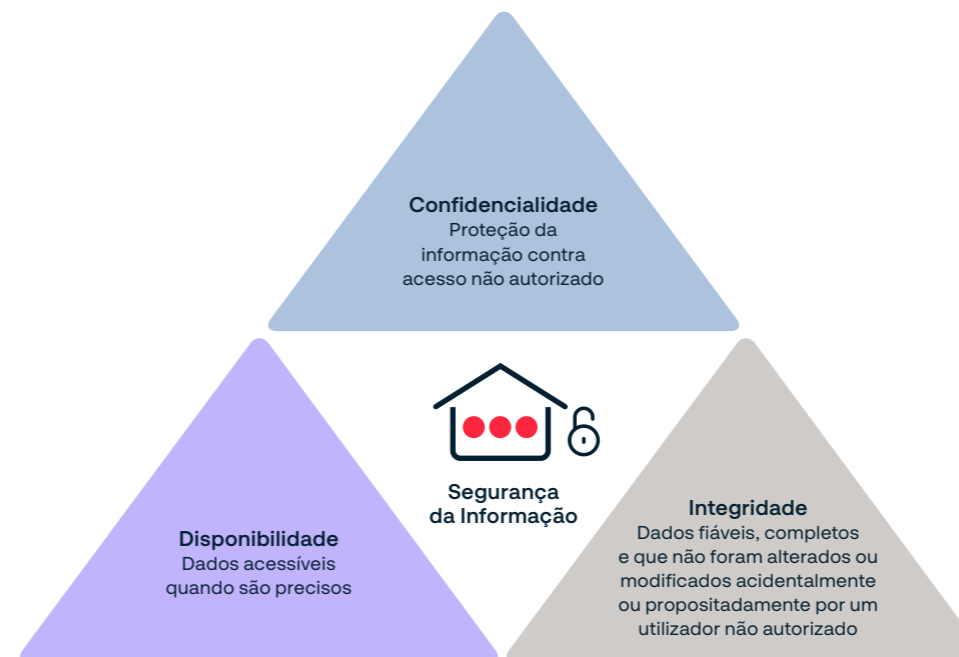 Confidencialidade
Proteção da
informação contra
acesso não autorizado
Segurança
da Informação
Disponibilidade
Dados acessíveis
quando são precisos
Integridade
Dados fiáveis, completos
e que não foram alterados ou
modificados acidentalmente
ou propositadamente por um
utilizador não autorizado